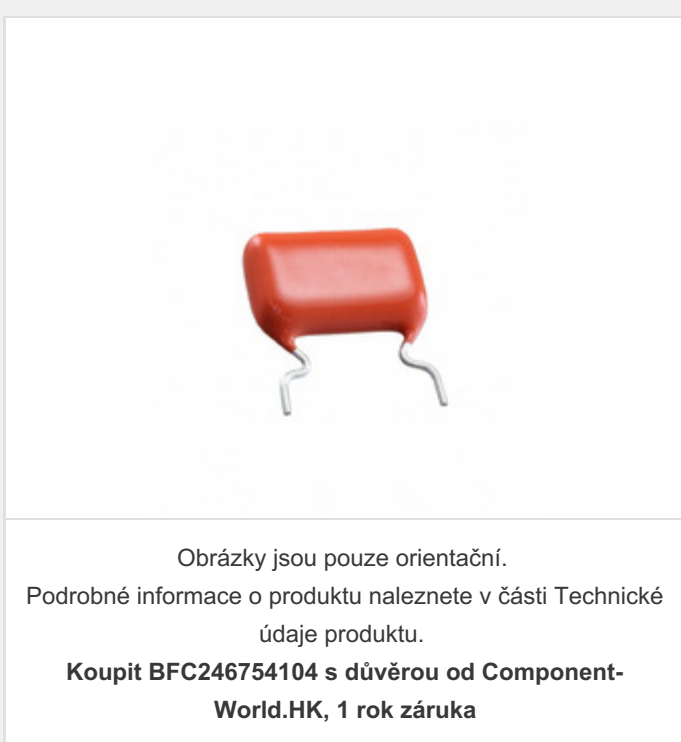 Obrázky jsou pouze orientační.
Podrobné informace o produktu naleznete v části Technické
údaje produktu.
Koupit BFC246754104 s důvěrou od Component-
World.HK, 1 rok záruka